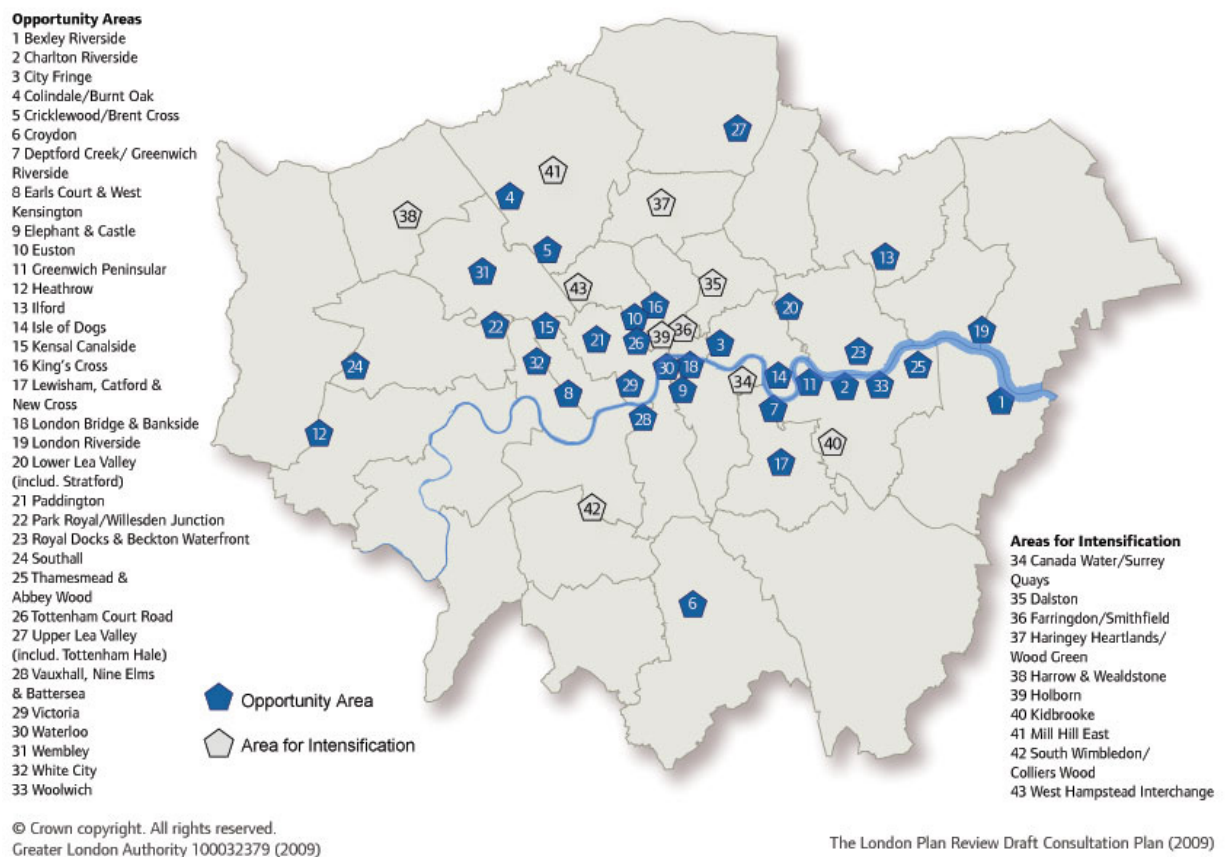 Opportunity Areas
1 Bexley Riverside
2 Charlton Riverside
3 City Fringe
4 Colindale/Burnt Oak
5 Cricklewood/Brent Cross
6 Croydon
7 Deptford Creek/ Greenwich
Riverside
8 Earls Court & West
Kensington
9 Elephant & Castle
10 Euston
11 Greenwich Peninsular
12 Heathrow
13 Ilford
14 Isle of Dogs
15 Kensal Canalside
16 King's Cross
17 Lewisham, Catford &
New Cross
18 London Bridge & Bankside
19 London Riverside
20 Lower Lea Valley
(includ. Stratford)
21 Paddington
22 Park Royal/Willesden Junction
23 Royal Docks & Beckton Waterfront
24 Southall
25 Thamesmead &
Abbey Wood
26 Tottenham Court Road
27 Upper Lea Valley
(includ. Tottenham Hale)
28 Vauxhall, Nine Elms
& Battersea
29 Victoria
30 Waterloo
31 Wembley
32 White City
33 Woolwich
27
41
4
37
38
5
13
31
43
35
16
20
10
36
19
22
15
39
21
26
3
23
32
30
18
25
24
34
14
29
9
11
2
33
8
1
7
28
12
40
17
42
6
Opportunity Area
Area for Intensification
Areas for Intensification
34 Canada Water/Surrey
Quays
35 Dalston
36 Farringdon/Smithfield
37 Haringey Heartlands/
Wood Green
38 Harrow & Wealdstone
39 Holborn
40 Kidbrooke
41 Mill Hill East
42 South Wimbledon/
Colliers Wood
43 West Hampstead Interchange
© Crown copyright. All rights reserved.
Greater London Authority 100032379 (2009)
The London Plan Review Draft Consultation Plan (2009)